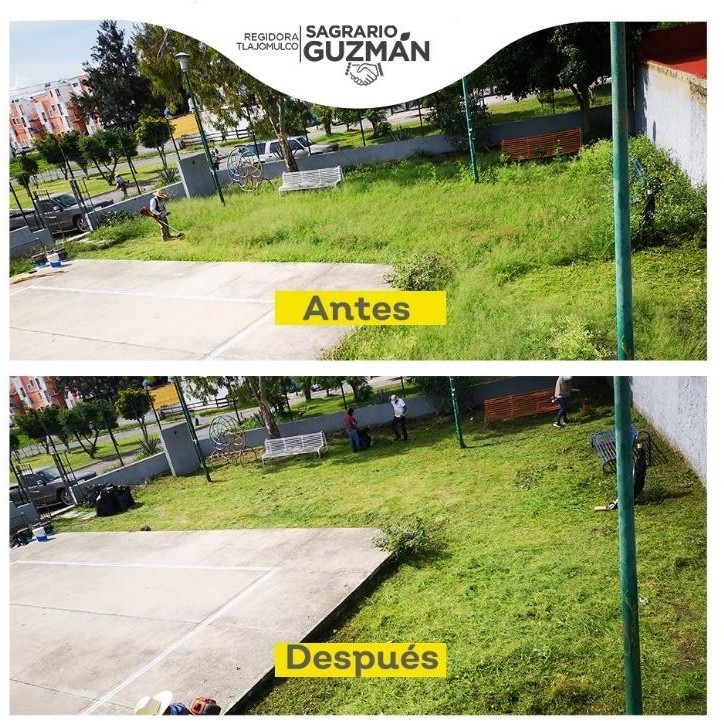 REGIDORA
TLAJOMULCO
SAGRARIO
GUZMÁN
Antes
Después